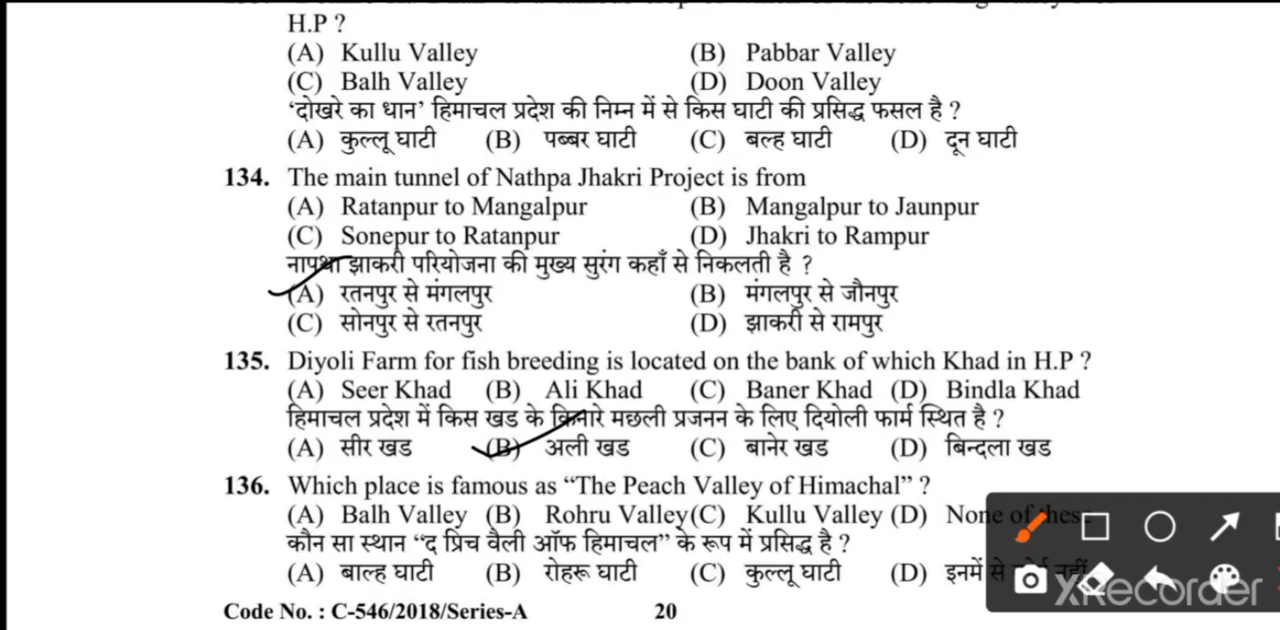 H.P ?
(A) Kullu Valley (B) Pabbar Valley
(C) Balh Valley (D) Doon Valley
‘दोखरे का धान’ हिमाचल प्रदेश की निम्न में से किस घाटी की प्रसिद्ध फसल है ?
(A) कुल्लू घाटी (B) पब्बर घाटी (C) बल्ह घाटी (D) दून घाटी
134. The main tunnel of Nathpa Jhakri Project is from
(A) Ratanpur to Mangalpur (B) Mangalpur to Jaunpur
(C) Sonepur to Ratanpur (D) Jhakri to Rampur
नापथा झाकरी परियोजना की मुख्य सुरंग कहाँ से निकलती है ?
(A) रतनपुर से मंगलपुर (B) मंगलपुर से जौनपुर
(C) सोनपुर से रतनपुर (D) झाकरी से रामपुर
135. Diyoli Farm for fish breeding is located on the bank of which Khad in H.P ?
(A) Seer Khad (B) Ali Khad (C) Baner Khad (D) Bindla Khad
हिमाचल प्रदेश में किस खड के किनारे मछली प्रजनन के लिए दियोली फार्म स्थित है ?
(A) सीर खड (B) अली खड (C) बानेर खड (D) बिन्दला खड
136. Which place is famous as “The Peach Valley of Himachal” ?
(A) Balh Valley (B) Rohru Valley (C) Kullu Valley (D) None of these
कौन सा स्थान “द प्रिच वैली ऑफ हिमाचल” के रूप में प्रसिद्ध है ?
(A) बाल्ह घाटी (B) रोहरू घाटी (C) कुल्लू घाटी (D) इनमें से
XRecorder
Code No. : C-546/2018/Series-A 20